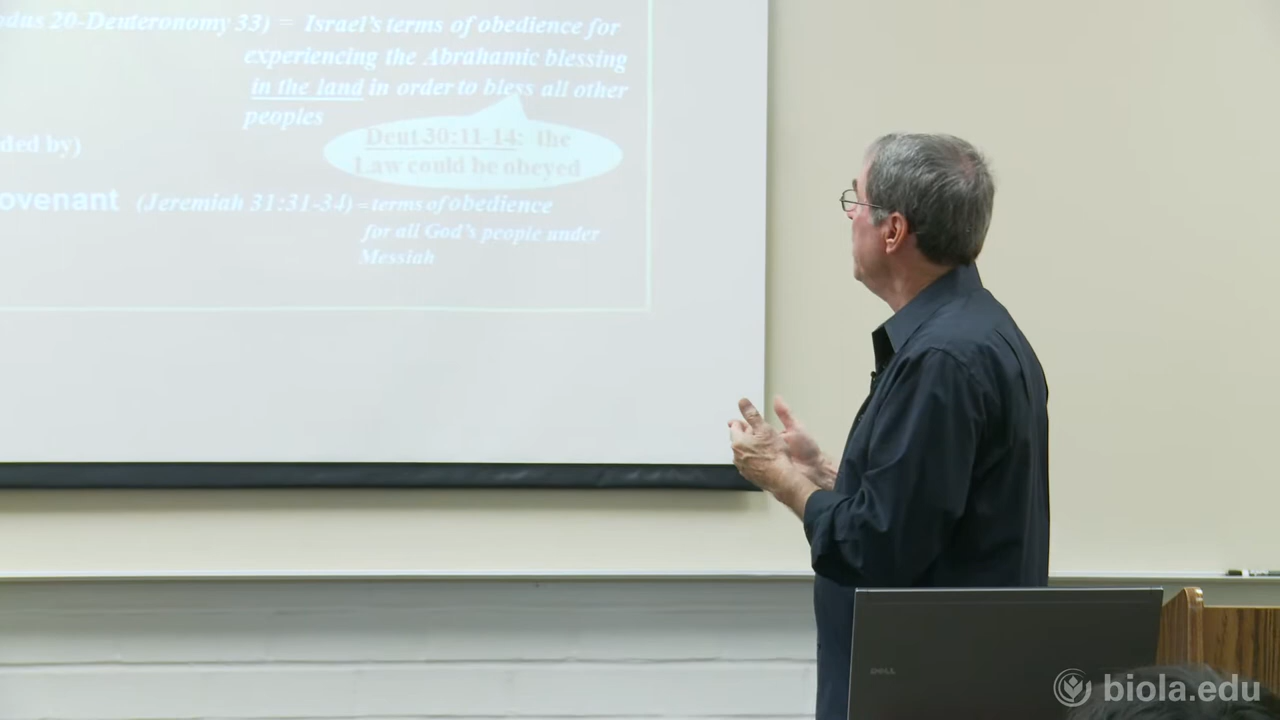 odus 20-Deuteronomy 33) = Israel's terms of obedience for
experiencing the Abrahamic blessing
in the land in order to bless all other
peoples
Deut 30:11-14: the
Law could be obeyed
ded by)
ovenant (Jeremiah 31:31-34) = terms of obedience
for all God's people under
Messiah
DELL
biola.edu